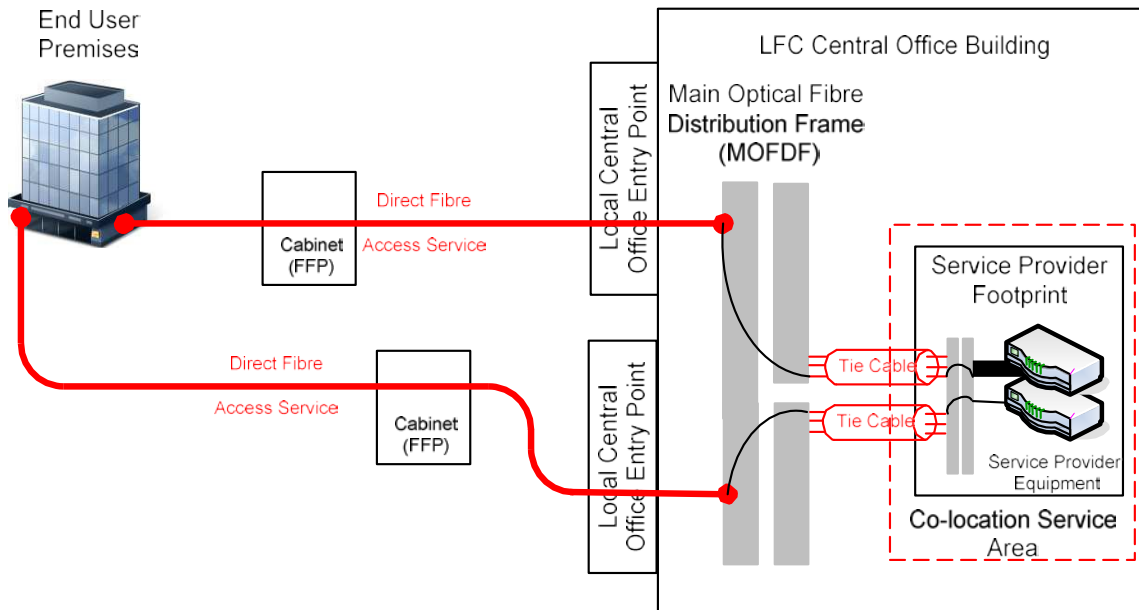 End User
Premises
LFC Central Office Building
Main Optical Fibre
Distribution Frame
(MOFDF)
Local Central
Office Entry Point
Direct Fibre
Access Service
Cabinet
(FFP)
Service Provider
Footprint
Tie Cable
Direct Fibre
Access Service
Cabinet
(FFP)
Local Central
Office Entry Point
Tie Cable
Service Provider
Equipment
Co-location Service
Area